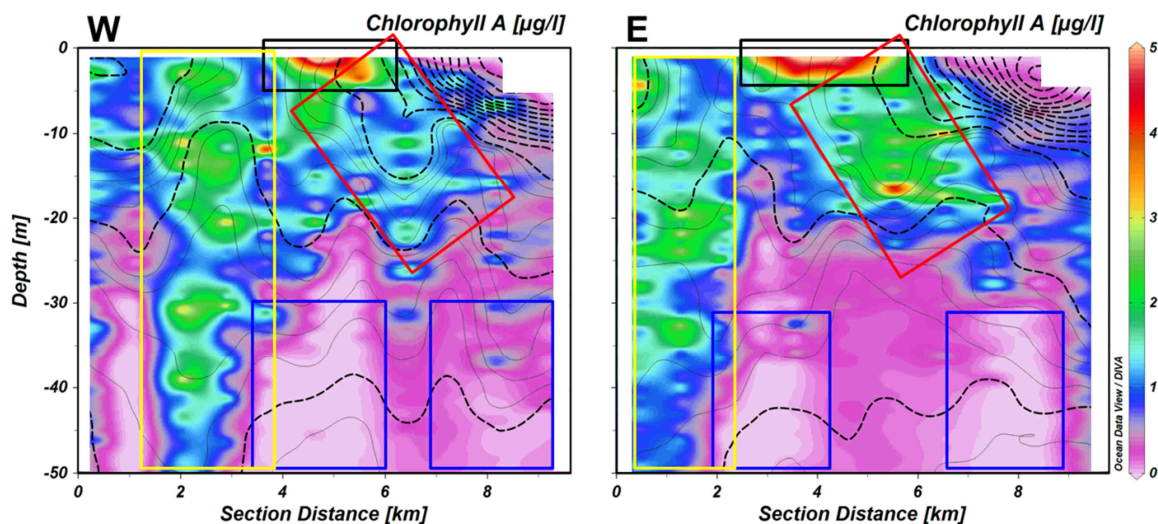 W
Chlorophyll A [µg/l]
0
-10
-20
-30
-40
-50
Depth [m]
0
2
4
6
8
Section Distance [km]
E
Chlorophyll A [µg/l]
0
2
4
6
8
Section Distance [km]
5
4
3
2
1
0
Ocean Data View / DIVA